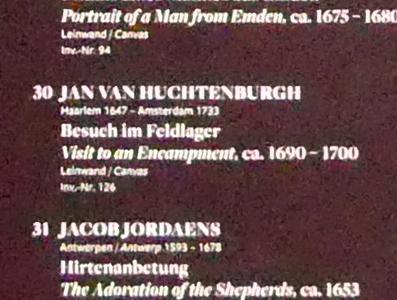 Portrait of a Man from Emden, ca. 1675 – 1680
Leinwand / Canvas
Inv.-Nr. 94
30 JAN VAN HUCHTENBURGH
Haarlem 1647 – Amsterdam 1733
Besuch im Feldlager
Visit to an Encampment, ca. 1690 – 1700
Leinwand / Canvas
Inv.-Nr. 126
31 JACOB JORDAENS
Antwerpen / Antwerp 1593 – 1678
Hirtenanbetung
The Adoration of the Shepherds, ca. 1653